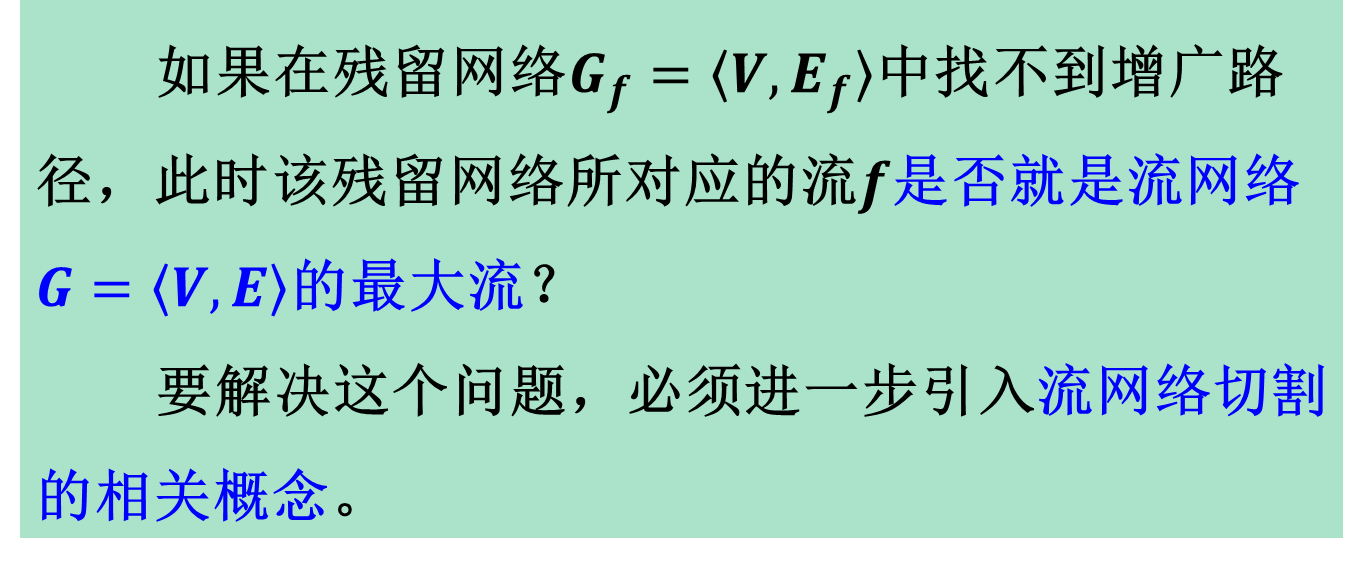 如果在残留网络G_f = ⟨V, E_f⟩中找不到增广路
径，此时该残留网络所对应的流f是否就是流网络
G = ⟨V, E⟩的最大流？
要解决这个问题，必须进一步引入流网络切割
的相关概念。